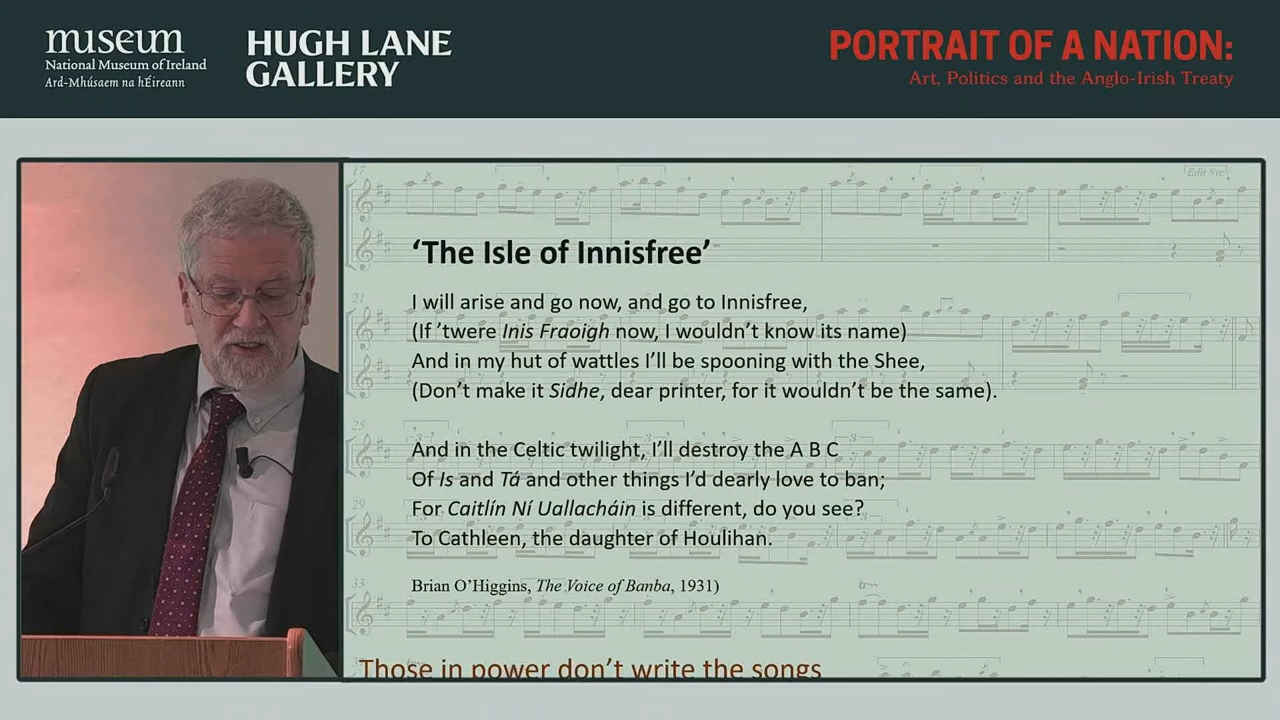 museum
National Museum of Ireland
Ard-Mhúsaem na hÉireann
HUGH LANE
GALLERY
PORTRAIT OF A NATION:
Art, Politics and the Anglo-Irish Treaty
‘The Isle of Innisfree’
I will arise and go now, and go to Innisfree,
(If ’twere Inis Fraoigh now, I wouldn’t know its name)
And in my hut of wattles I’ll be spooning with the Shee,
(Don’t make it Sidhe, dear printer, for it wouldn’t be the same).
And in the Celtic twilight, I’ll destroy the A B C
Of Is and Tá and other things I’d dearly love to ban;
For Caitlín Ní Uallacháin is different, do you see?
To Cathleen, the daughter of Houlihan.
Brian O’Higgins, The Voice of Banba, 1931)
Those in power don’t write the songs
17
21
25
29
33